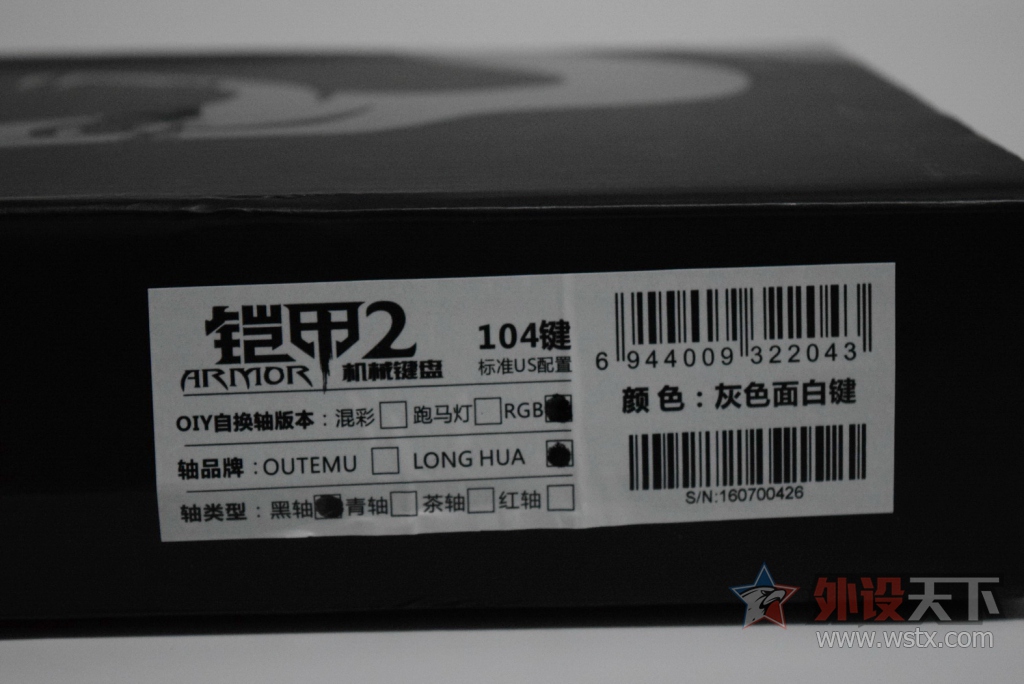 铠甲2
ARMOR 机械键盘
104键
标准US配置
OIY自换轴版本：混彩 跑马灯 RGB
轴品牌：OUTEMU LONG HUA
轴类型：黑轴 青轴 茶轴 红轴
6 944009 322043
颜色：灰色面白键
S/N:160700426
外设天下
www.wstx.com